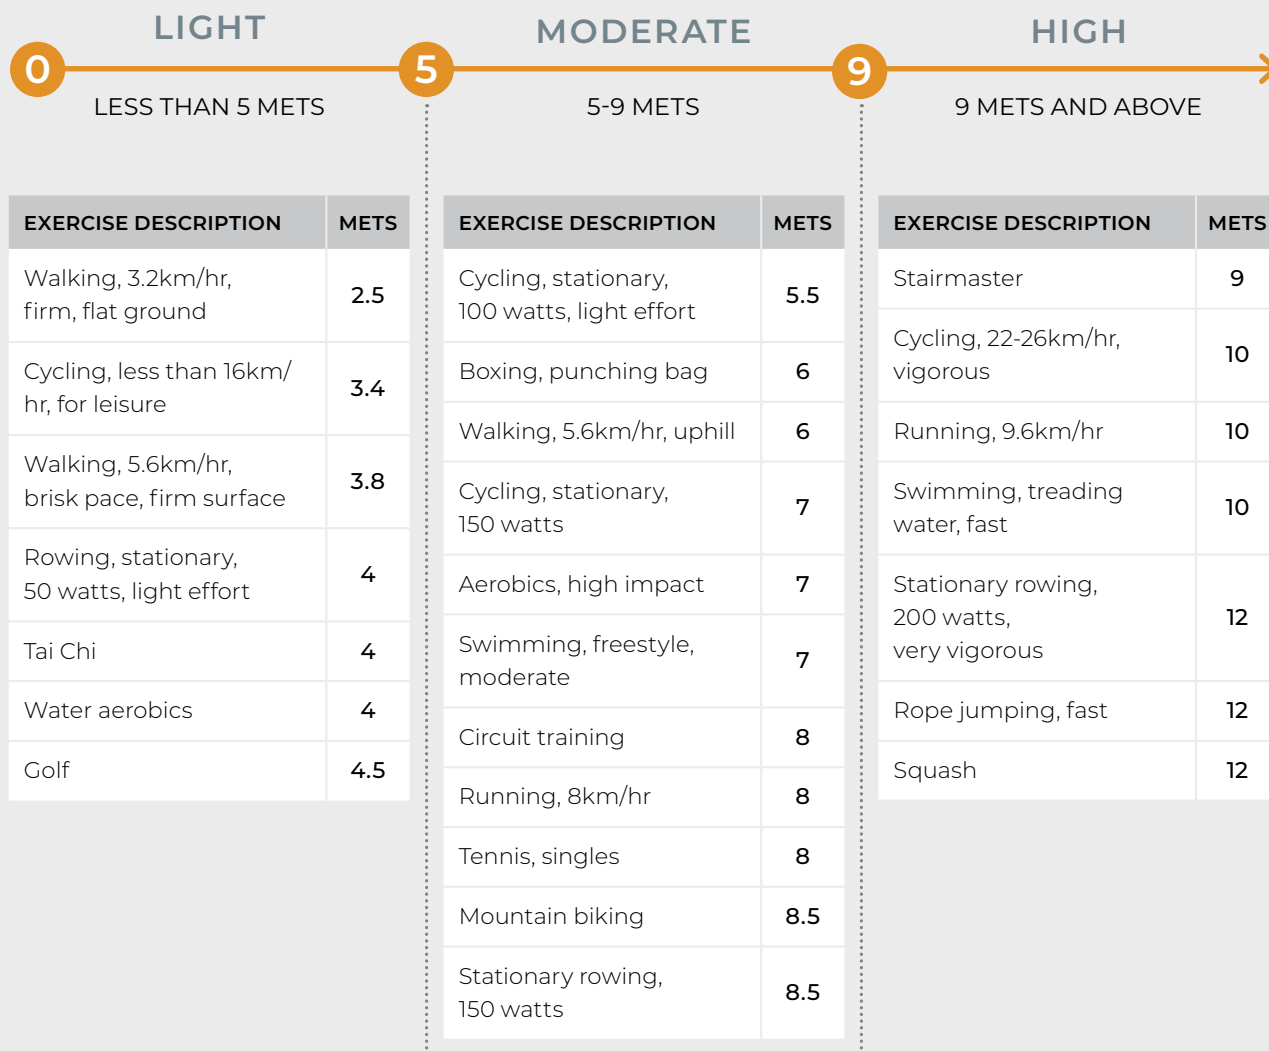 LIGHT
MODERATE
HIGH
0
5
9
LESS THAN 5 METS
5-9 METS
9 METS AND ABOVE
EXERCISE DESCRIPTION METS
Walking, 3.2km/hr,
firm, flat ground
2.5
Cycling, less than 16km/
hr, for leisure
3.4
Walking, 5.6km/hr,
brisk pace, firm surface
3.8
Rowing, stationary,
50 watts, light effort
4
Tai Chi 4
Water aerobics 4
Golf 4.5
EXERCISE DESCRIPTION METS
Cycling, stationary,
100 watts, light effort
5.5
Boxing, punching bag 6
Walking, 5.6km/hr, uphill 6
Cycling, stationary,
150 watts
7
Aerobics, high impact 7
Swimming, freestyle,
moderate
7
Circuit training 8
Running, 8km/hr 8
Tennis, singles 8
Mountain biking 8.5
Stationary rowing,
150 watts
8.5
EXERCISE DESCRIPTION METS
Stairmaster 9
Cycling, 22-26km/hr,
vigorous
10
Running, 9.6km/hr 10
Swimming, treading
water, fast
10
Stationary rowing,
200 watts,
very vigorous
12
Rope jumping, fast 12
Squash 12